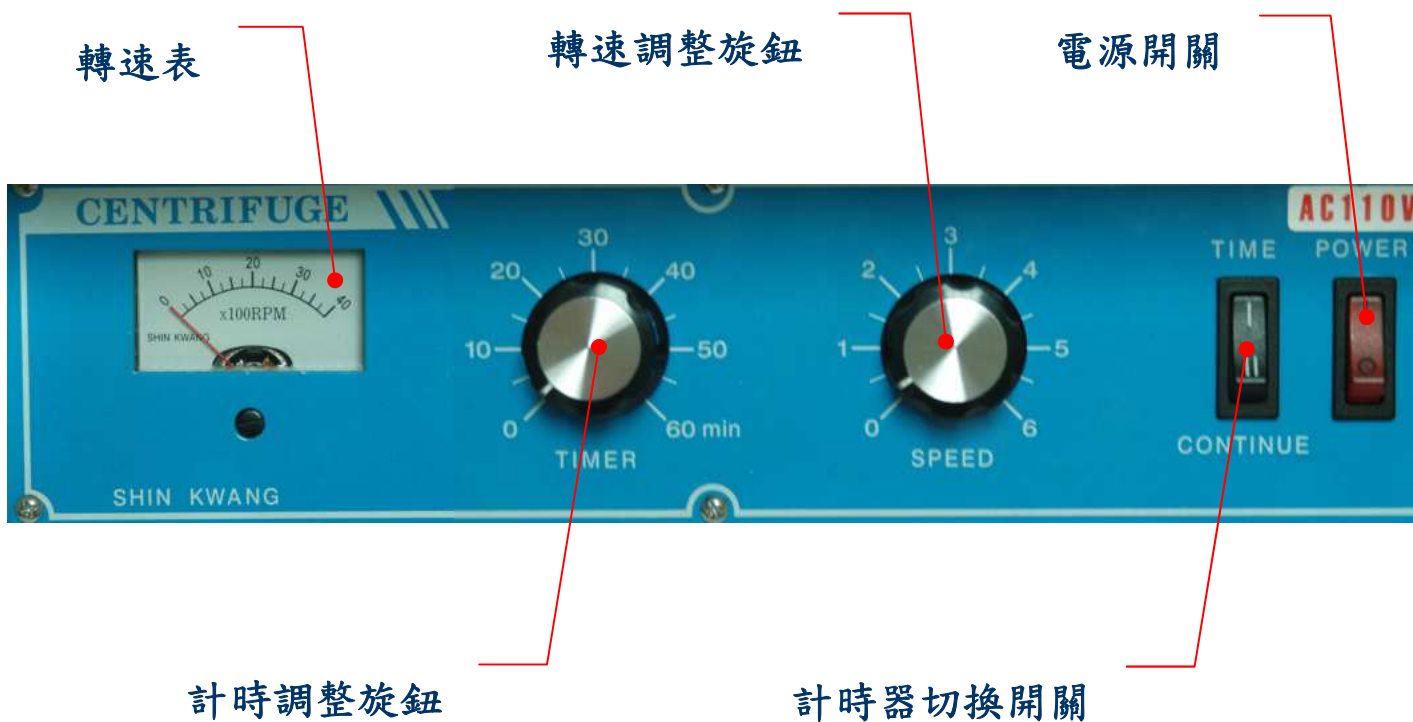 轉速表
轉速調整旋鈕
電源開關
CENTRIFUGE
AC110V
0 10 20 30 40
x100RPM
SHIN KWANG
0 10 20 30 40 50 60 min
TIMER
0 1 2 3 4 5 6
SPEED
TIME
POWER
CONTINUE
SHIN KWANG
計時調整旋鈕
計時器切換開關